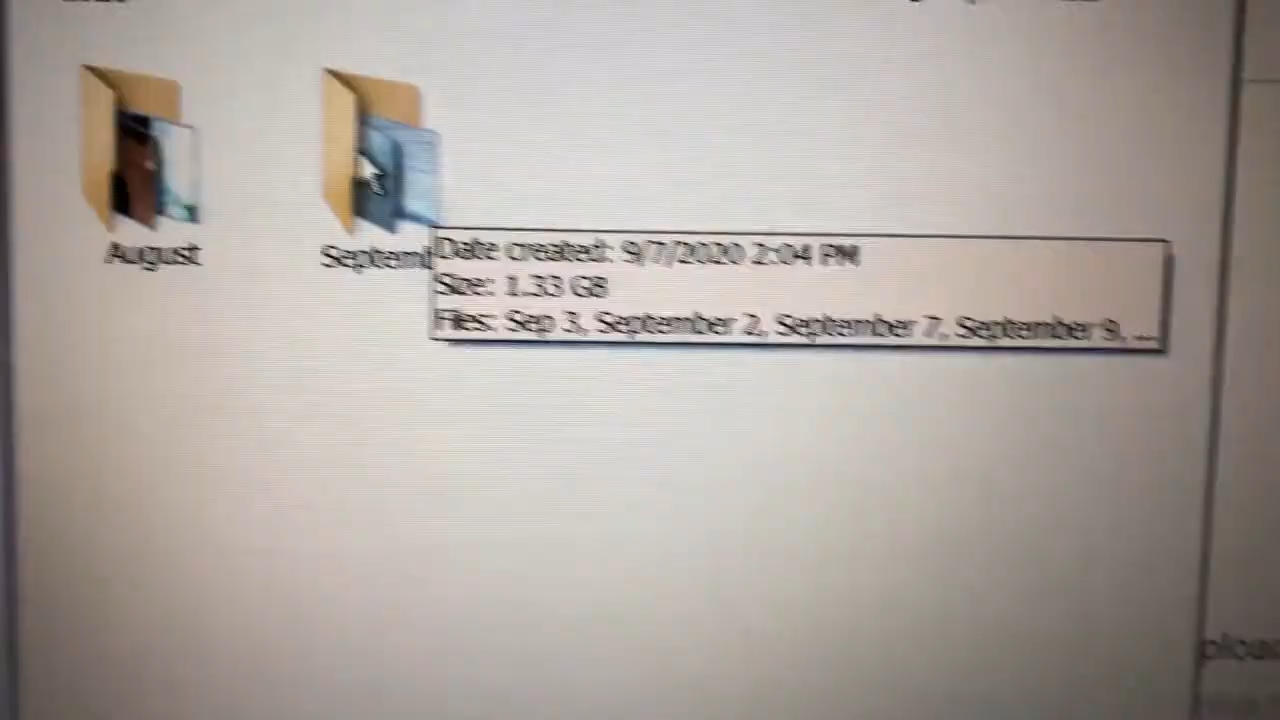 August
Septemb
Date created: 9/7/2020 2:04 PM
Size: 1.33 GB
Files: Sep 3, September 2, September 7, September 9, ...